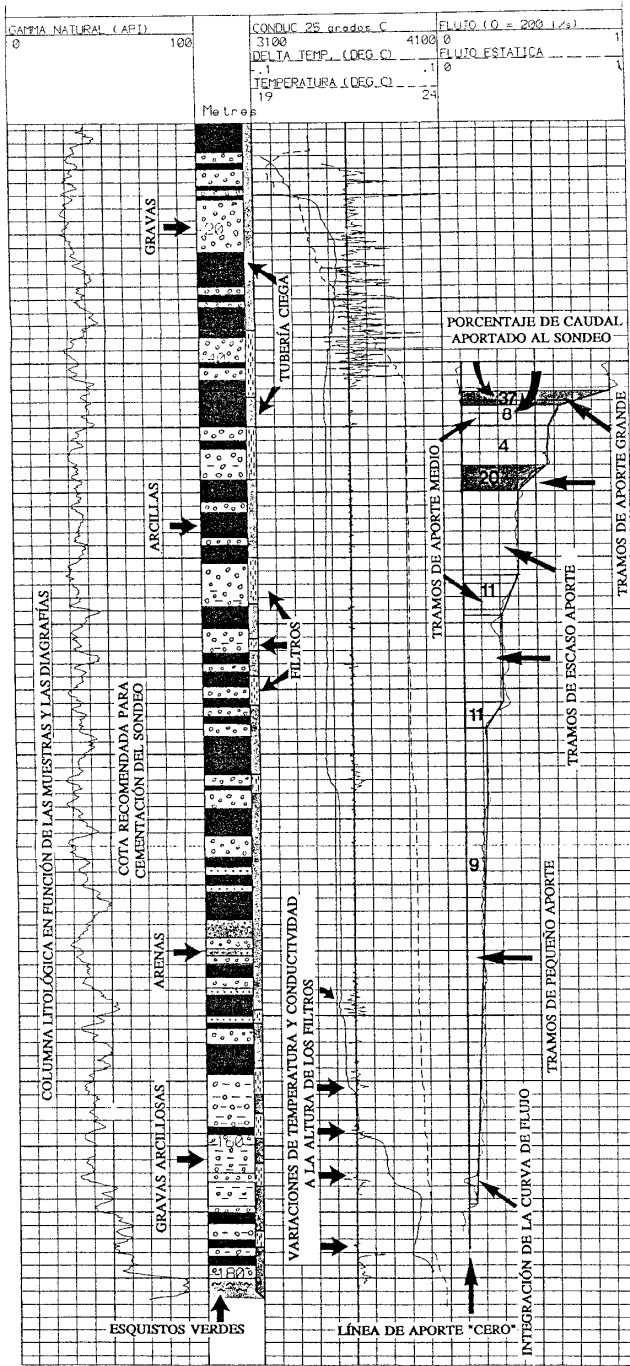 GAMMA NATURAL (API)
0 100
Metres
CONDUC 25 grados C
3100 4100
DELTA TEMP. (DEG C)
-.1 .1
TEMPERATURA (DEG C)
19 24
FLUJO (Q = 200 l/s)
0 1
FLUJO ESTATICA
0 1
GRAVAS
20
TUBERÍA CIEGA
40
PORCENTAJE DE CAUDAL
APORTADO AL SONDEO
37
8
4
20
11
11
9
TRAMOS DE APORTE MEDIO
TRAMOS DE APORTE GRANDE
ARCILLAS
FILTROS
TRAMOS DE ESCASO APORTE
COLUMNA LITOLÓGICA EN FUNCIÓN DE LAS MUESTRAS Y LAS DIAGRAFÍAS
COTA RECOMENDADA PARA
CEMENTACIÓN DEL SONDEO
ARENAS
VARIACIONES DE TEMPERATURA Y CONDUCTIVIDAD
A LA ALTURA DE LOS FILTROS
TRAMOS DE PEQUEÑO APORTE
GRAVAS ARCILLOSAS
160
180
INTEGRACIÓN DE LA CURVA DE FLUJO
ESQUISTOS VERDES
LÍNEA DE APORTE "CERO"